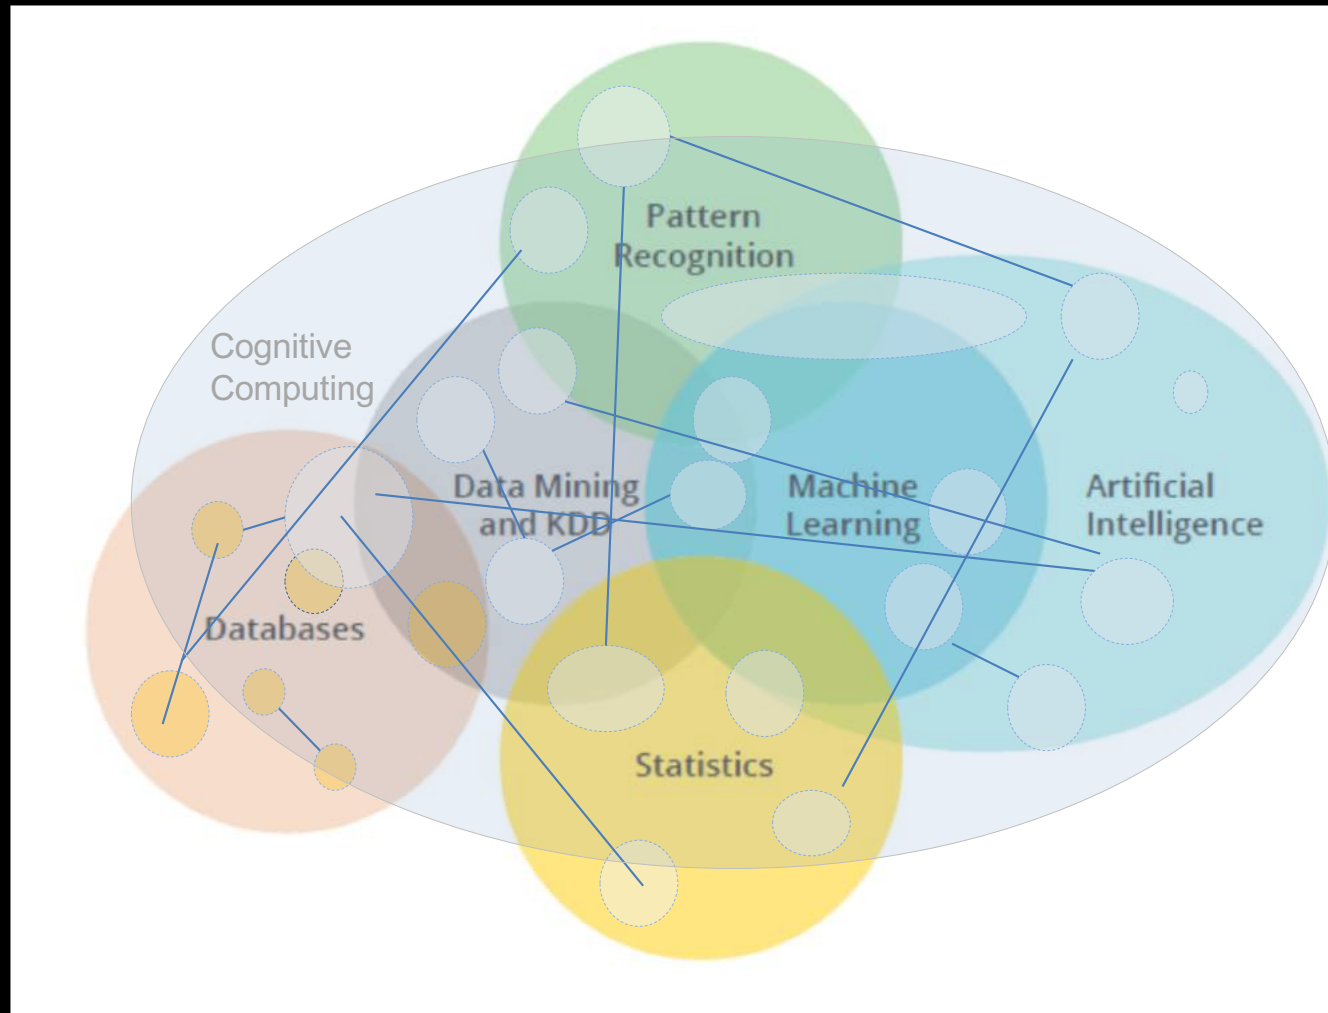 Pattern
Recognition
Cognitive
Computing
Data Mining
and KDD
Machine
Learning
Artificial
Intelligence
Databases
Statistics